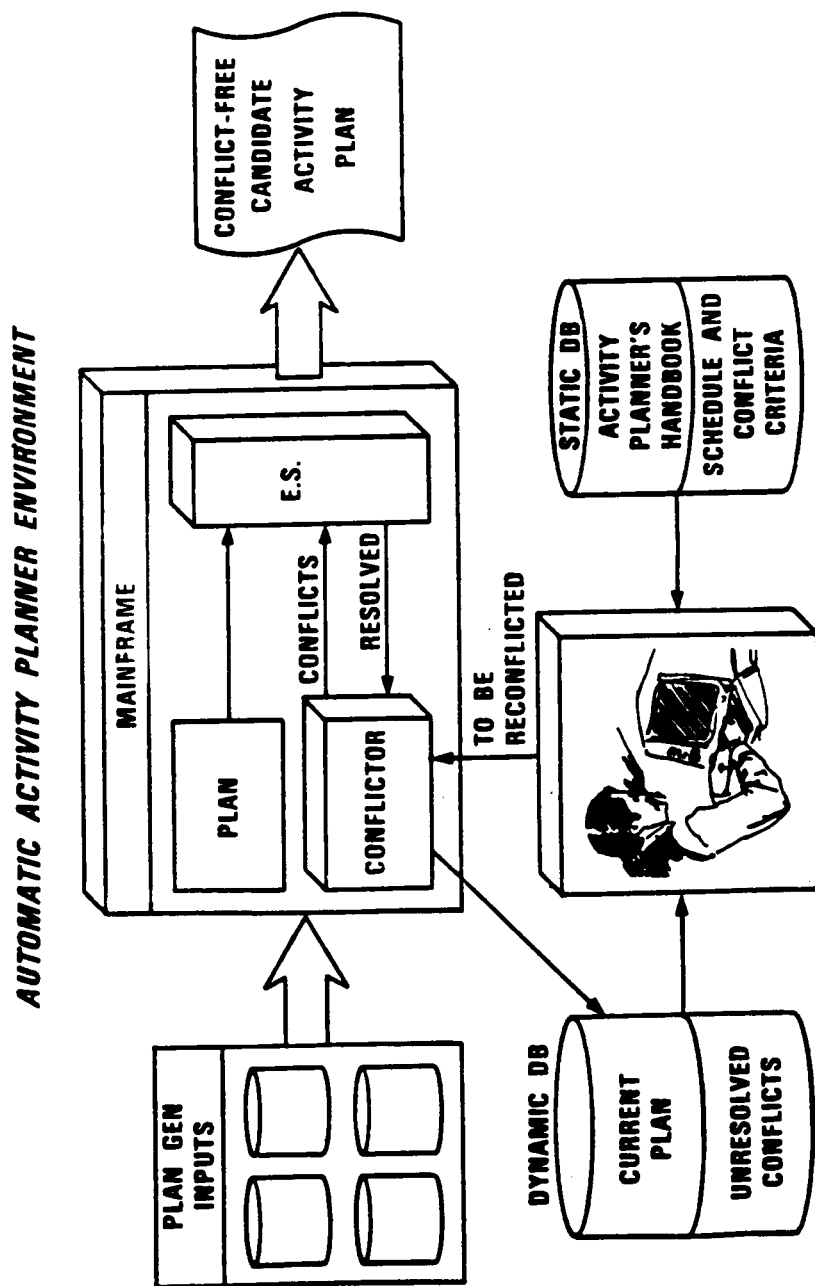 AUTOMATIC ACTIVITY PLANNER ENVIRONMENT
PLAN GEN
INPUTS
MAINFRAME
PLAN
E.S.
CONFLICTOR
CONFLICTS
RESOLVED
CONFLICT-FREE
CANDIDATE
ACTIVITY
PLAN
TO BE
RECONFLICTED
DYNAMIC DB
CURRENT
PLAN
UNRESOLVED
CONFLICTS
STATIC DB
ACTIVITY
PLANNER'S
HANDBOOK
SCHEDULE AND
CONFLICT
CRITERIA